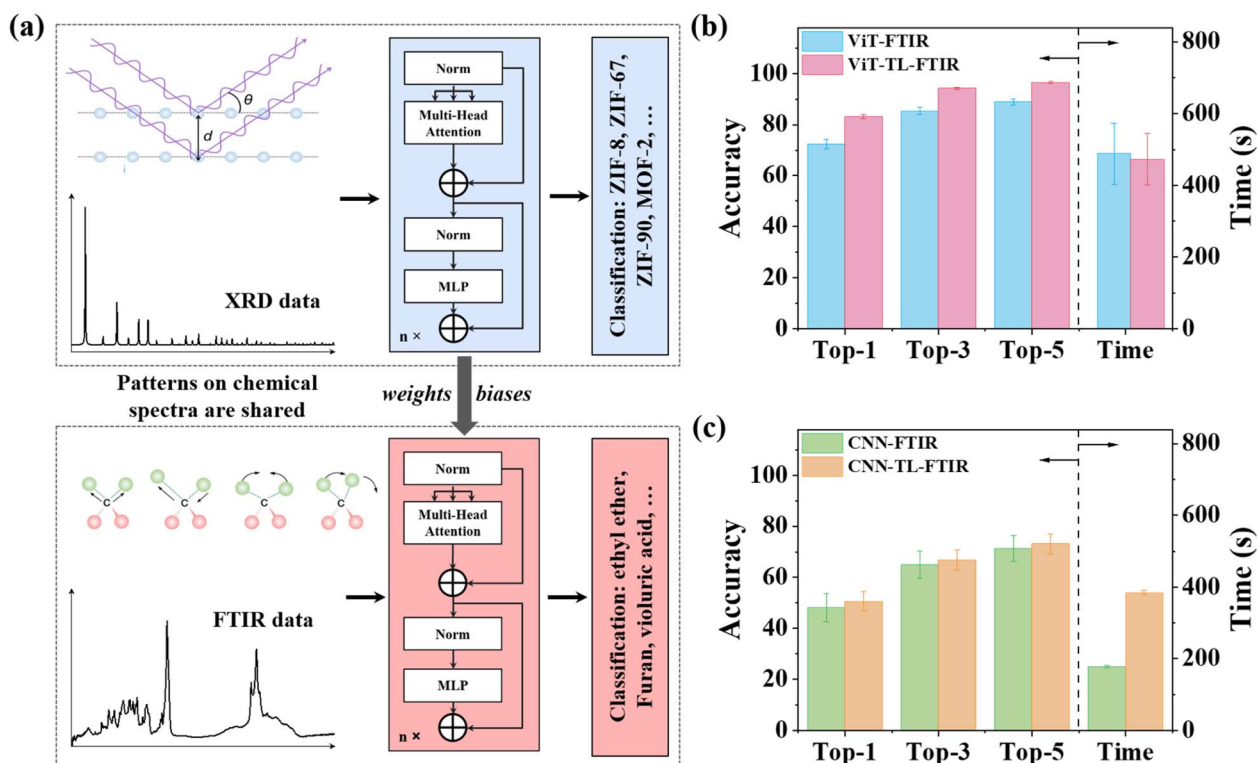 (a)
θ
d
XRD data
Norm
Multi-Head
Attention
Norm
MLP
n ×
Classification: ZIF-8, ZIF-67,
ZIF-90, MOF-2, ...
Patterns on chemical
spectra are shared
weights
biases
C
C
C
C
FTIR data
Norm
Multi-Head
Attention
Norm
MLP
n ×
Classification: ethyl ether,
Furan, violuric acid, ...
(b)
ViT-FTIR
ViT-TL-FTIR
Accuracy
100
80
60
40
20
0
Top-1
Top-3
Top-5
Time
800
600
400
200
0
Time (s)
(c)
CNN-FTIR
CNN-TL-FTIR
Accuracy
100
80
60
40
20
0
Top-1
Top-3
Top-5
Time
800
600
400
200
0
Time (s)